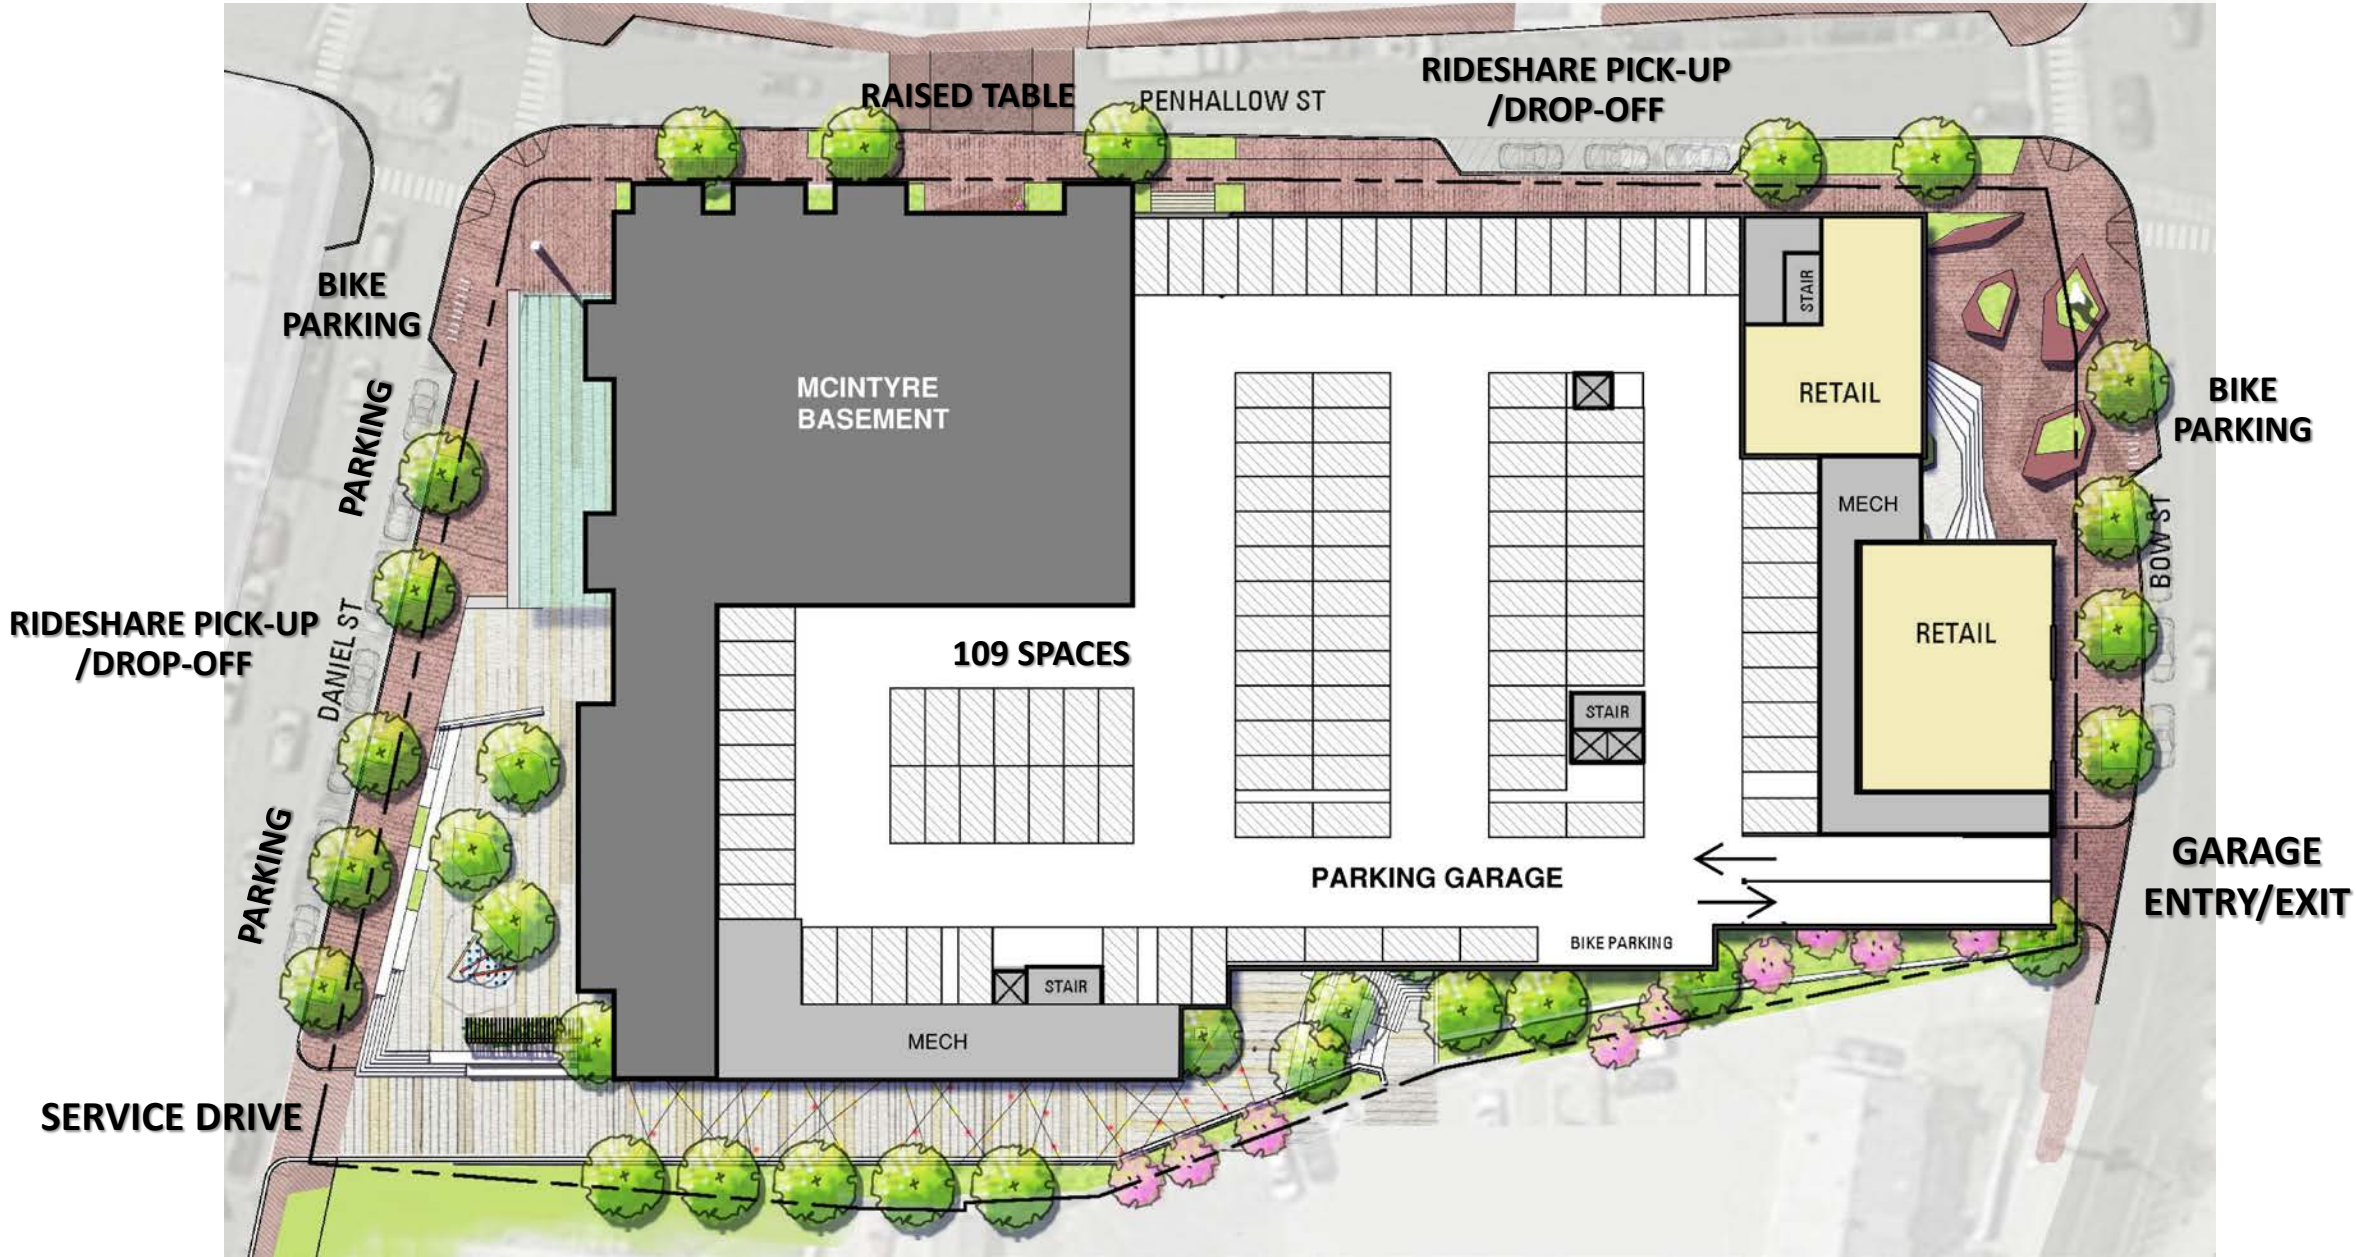 RIDESHARE PICK-UP
/DROP-OFF
RAISED TABLE
PENHALLOW ST
BIKE
PARKING
STAIR
MCINTYRE
BASEMENT
RETAIL
BIKE
PARKING
PARKING
MECH
BOW ST
RIDESHARE PICK-UP
/DROP-OFF
DANIEL ST
109 SPACES
RETAIL
STAIR
PARKING
PARKING GARAGE
GARAGE
ENTRY/EXIT
BIKE PARKING
STAIR
MECH
SERVICE DRIVE